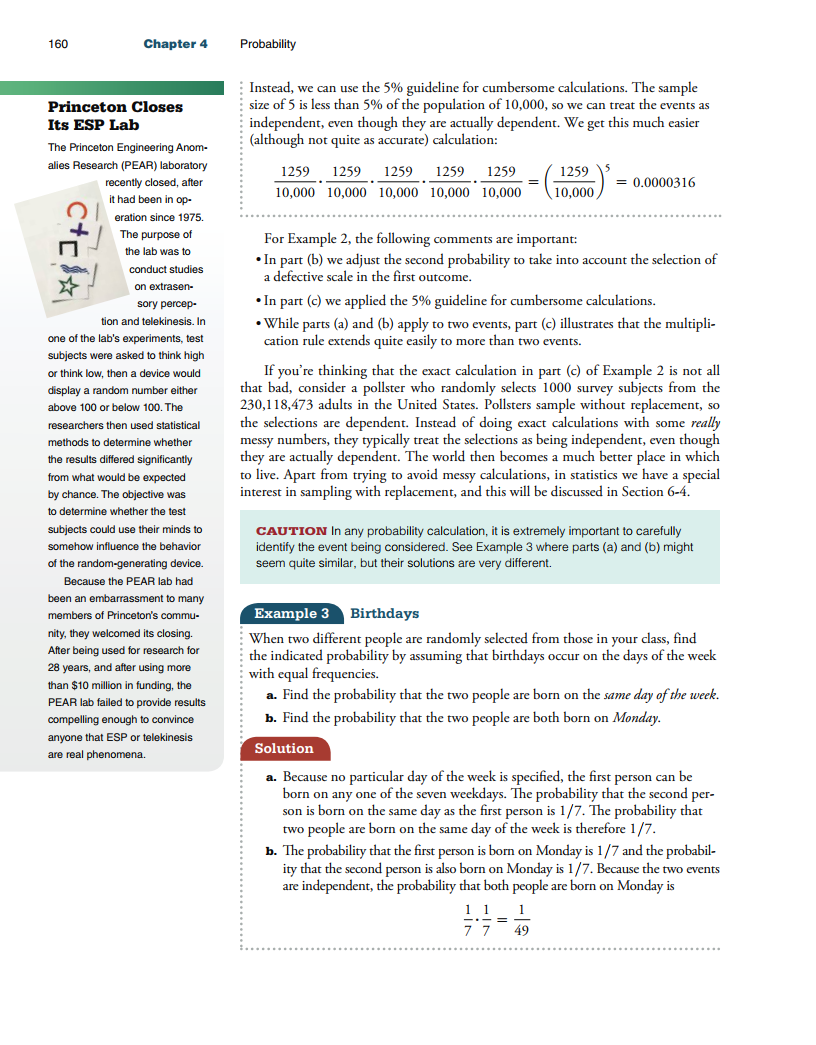 160 Chapter 4 Probability
Princeton Closes
Its ESP Lab
The Princeton Engineering Anom-
alies Research (PEAR) laboratory
recently closed, after
it had been in op-
eration since 1975.
The purpose of
the lab was to
conduct studies
on extrasen-
sory percep-
tion and telekinesis. In
one of the lab's experiments, test
subjects were asked to think high
or think low, then a device would
display a random number either
above 100 or below 100. The
researchers then used statistical
methods to determine whether
the results differed significantly
from what would be expected
by chance. The objective was
to determine whether the test
subjects could use their minds to
somehow influence the behavior
of the random-generating device.
Because the PEAR lab had
been an embarrassment to many
members of Princeton's commu-
nity, they welcomed its closing.
After being used for research for
28 years, and after using more
than $10 million in funding, the
PEAR lab failed to provide results
compelling enough to convince
anyone that ESP or telekinesis
are real phenomena.
Instead, we can use the 5% guideline for cumbersome calculations. The sample
size of 5 is less than 5% of the population of 10,000, so we can treat the events as
independent, even though they are actually dependent. We get this much easier
(although not quite as accurate) calculation:
1259/10,000 · 1259/10,000 · 1259/10,000 · 1259/10,000 · 1259/10,000 = (1259/10,000)^5 = 0.0000316
For Example 2, the following comments are important:
• In part (b) we adjust the second probability to take into account the selection of
a defective scale in the first outcome.
• In part (c) we applied the 5% guideline for cumbersome calculations.
• While parts (a) and (b) apply to two events, part (c) illustrates that the multipli-
cation rule extends quite easily to more than two events.
If you're thinking that the exact calculation in part (c) of Example 2 is not all
that bad, consider a pollster who randomly selects 1000 survey subjects from the
230,118,473 adults in the United States. Pollsters sample without replacement, so
the selections are dependent. Instead of doing exact calculations with some really
messy numbers, they typically treat the selections as being independent, even though
they are actually dependent. The world then becomes a much better place in which
to live. Apart from trying to avoid messy calculations, in statistics we have a special
interest in sampling with replacement, and this will be discussed in Section 6-4.
CAUTION In any probability calculation, it is extremely important to carefully
identify the event being considered. See Example 3 where parts (a) and (b) might
seem quite similar, but their solutions are very different.
Example 3 Birthdays
When two different people are randomly selected from those in your class, find
the indicated probability by assuming that birthdays occur on the days of the week
with equal frequencies.
a. Find the probability that the two people are born on the same day of the week.
b. Find the probability that the two people are both born on Monday.
Solution
a. Because no particular day of the week is specified, the first person can be
born on any one of the seven weekdays. The probability that the second per-
son is born on the same day as the first person is 1/7. The probability that
two people are born on the same day of the week is therefore 1/7.
b. The probability that the first person is born on Monday is 1/7 and the probabil-
ity that the second person is also born on Monday is 1/7. Because the two events
are independent, the probability that both people are born on Monday is
1/7 · 1/7 = 1/49